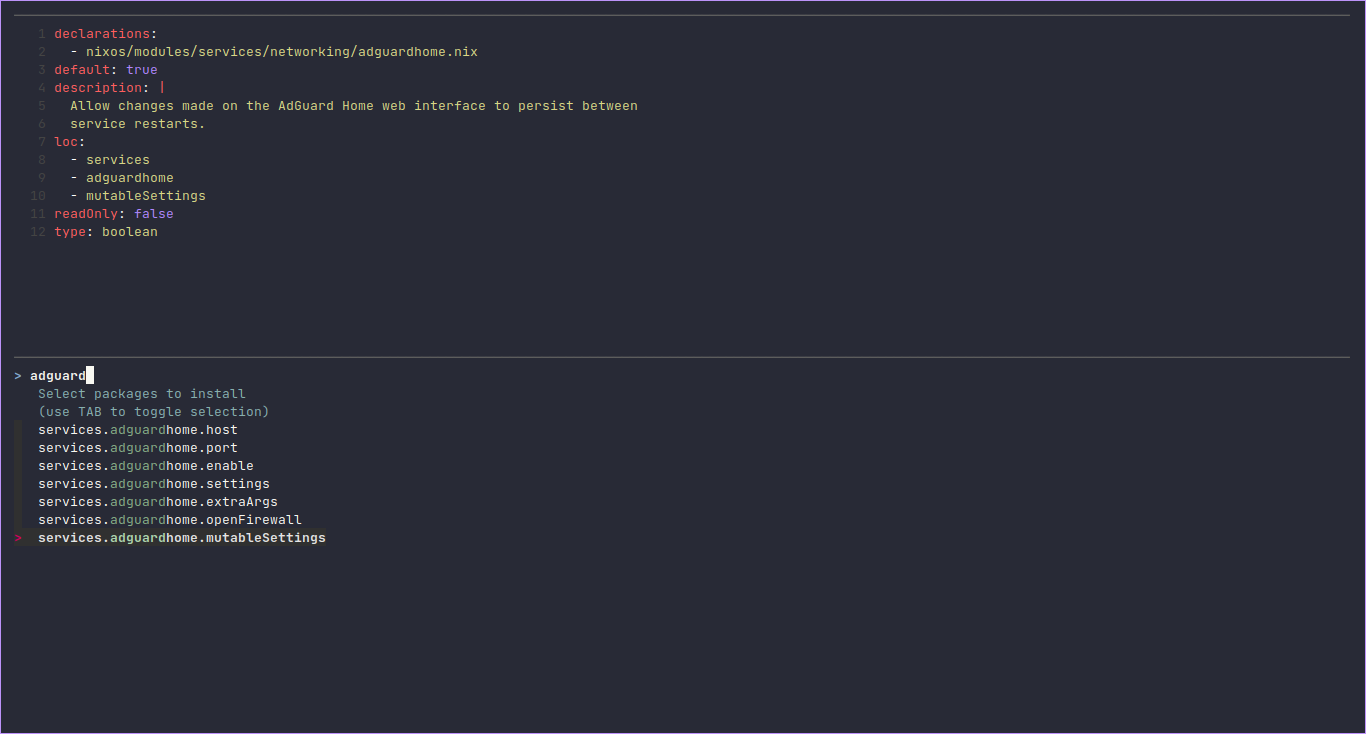 1 declarations:
2   - nixos/modules/services/networking/adguardhome.nix
3 default: true
4 description: |
5   Allow changes made on the AdGuard Home web interface to persist between
6   service restarts.
7 loc:
8   - services
9   - adguardhome
10   - mutableSettings
11 readOnly: false
12 type: boolean
> adguard
Select packages to install
(use TAB to toggle selection)
services.adguardhome.host
services.adguardhome.port
services.adguardhome.enable
services.adguardhome.settings
services.adguardhome.extraArgs
services.adguardhome.openFirewall
> services.adguardhome.mutableSettings